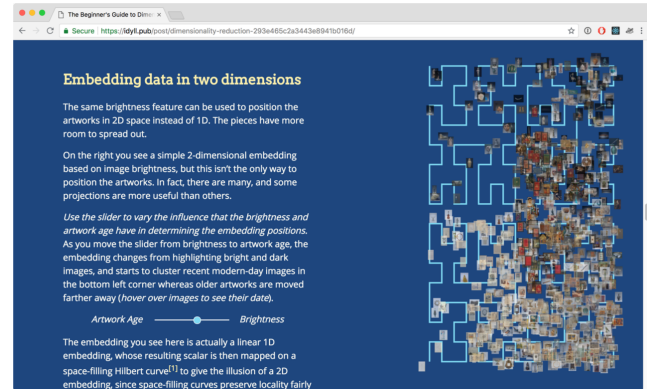 The Beginner's Guide to Dimen
Secure | https://idyll.pub/post/dimensionality-reduction-293e465c2a3443e8941b016d/
Embedding data in two dimensions
The same brightness feature can be used to position the
artworks in 2D space instead of 1D. The pieces have more
room to spread out.
On the right you see a simple 2-dimensional embedding
based on image brightness, but this isn't the only way to
position the artworks. In fact, there are many, and some
projections are more useful than others.
Use the slider to vary the influence that the brightness and
artwork age have in determining the embedding positions.
As you move the slider from brightness to artwork age, the
embedding changes from highlighting bright and dark
images, and starts to cluster recent modern-day images in
the bottom left corner whereas older artworks are moved
farther away (hover over images to see their date).
Artwork Age Brightness
The embedding you see here is actually a linear 1D
embedding, whose resulting scalar is then mapped on a
space-filling Hilbert curve[1] to give the illusion of a 2D
embedding, since space-filling curves preserve locality fairly